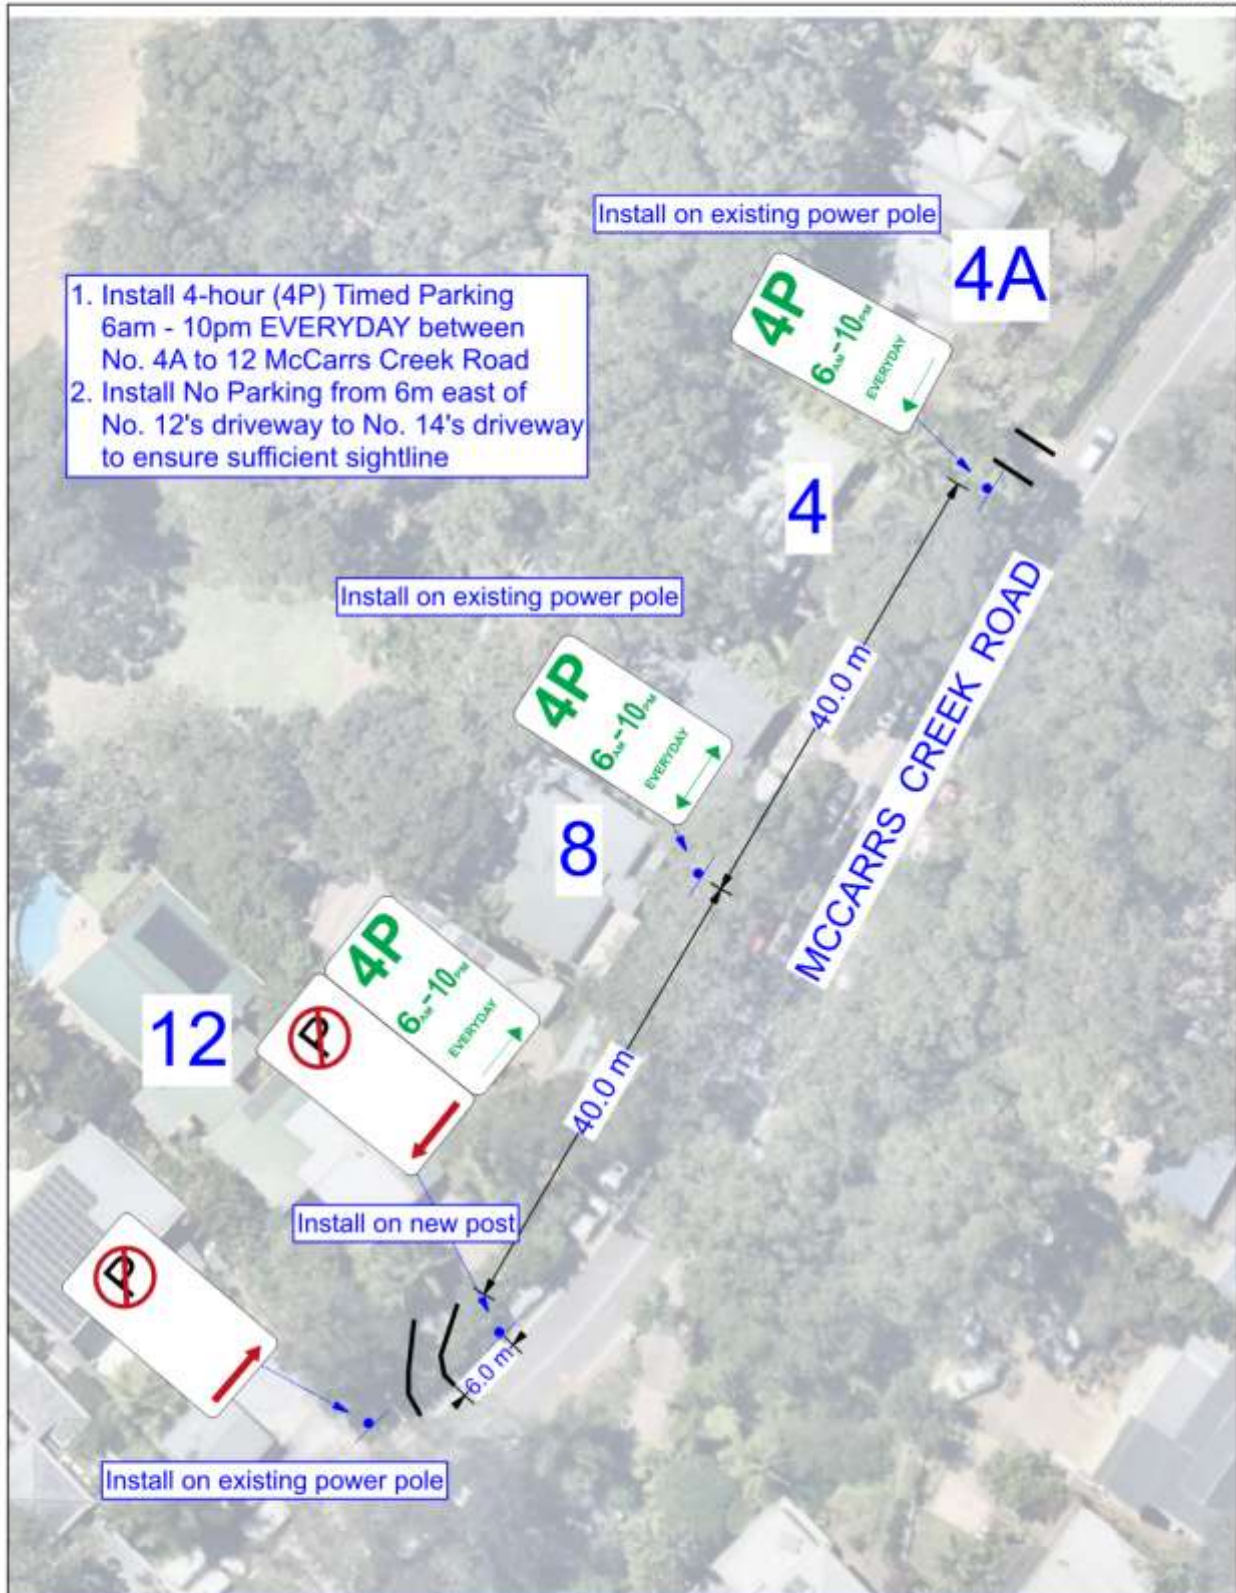 Install on existing power pole
4A
4P
6AM-10PM
EVERYDAY
1. Install 4-hour (4P) Timed Parking
6am - 10pm EVERYDAY between
No. 4A to 12 McCarrs Creek Road
2. Install No Parking from 6m east of
No. 12's driveway to No. 14's driveway
to ensure sufficient sightline
4
Install on existing power pole
MCCARRS CREEK ROAD
40.0 m
4P
6AM-10PM
EVERYDAY
8
4P
6AM-10PM
EVERYDAY
12
P
40.0 m
Install on new post
P
6.0 m
Install on existing power pole